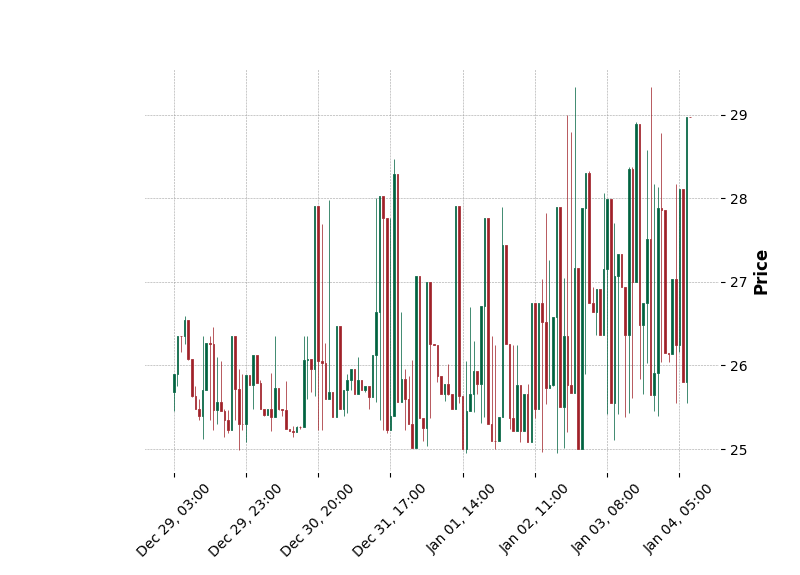 29
28
27
26
25
Price
Dec 29, 03:00
Dec 29, 23:00
Dec 30, 20:00
Dec 31, 17:00
Jan 01, 14:00
Jan 02, 11:00
Jan 03, 08:00
Jan 04, 05:00